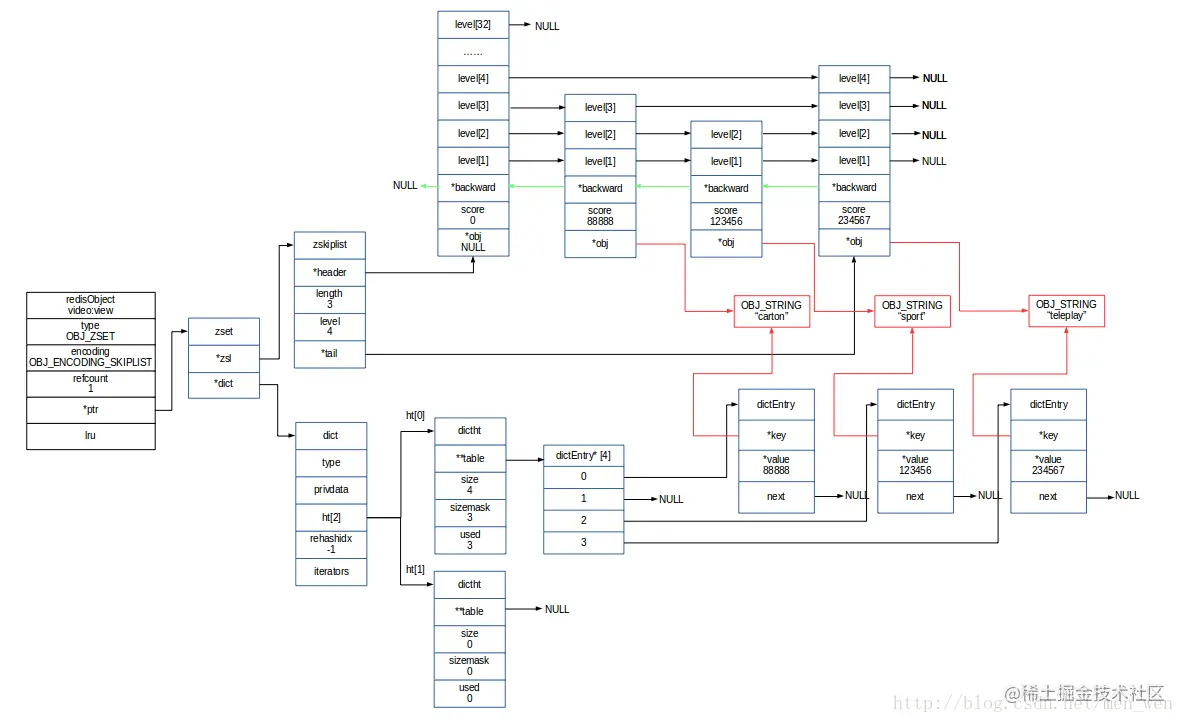 level[32]
NULL
......
level[4]
level[4]
NULL
level[3]
level[3]
level[3]
NULL
level[2]
level[2]
level[2]
level[2]
NULL
level[1]
level[1]
level[1]
level[1]
NULL
NULL
*backward
*backward
*backward
*backward
score
0
score
88888
score
123456
score
234567
*obj
NULL
*obj
*obj
*obj
zskiplist
*header
length
3
level
4
*tail
OBJ_STRING
“carton”
OBJ_STRING
“sport”
OBJ_STRING
“teleplay”
redisObject
video:view
type
OBJ_ZSET
encoding
OBJ_ENCODING_SKIPLIST
refcount
1
*ptr
lru
zset
*zsl
*dict
dict
type
privdata
ht[2]
rehashidx
-1
iterators
ht[0]
dictht
**table
size
4
sizemask
3
used
3
dictEntry* [4]
0
1
NULL
2
3
dictEntry
*key
*value
88888
next
NULL
dictEntry
*key
*value
123456
next
NULL
dictEntry
*key
*value
234567
next
NULL
ht[1]
dictht
**table
NULL
size
0
sizemask
0
used
0
@稀土掘金技术社区
http://blog.csdn.net/men_wen